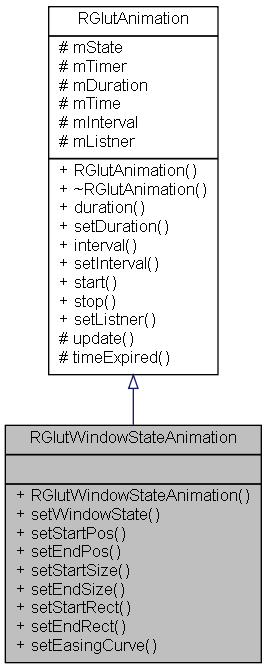 RGlutAnimation
# mState
# mTimer
# mDuration
# mTime
# mInterval
# mListner
+ RGlutAnimation()
+ ~RGlutAnimation()
+ duration()
+ setDuration()
+ interval()
+ setInterval()
+ start()
+ stop()
+ setListner()
# update()
# timeExpired()
RGlutWindowStateAnimation
+ RGlutWindowStateAnimation()
+ setWindowState()
+ setStartPos()
+ setEndPos()
+ setStartSize()
+ setEndSize()
+ setStartRect()
+ setEndRect()
+ setEasingCurve()